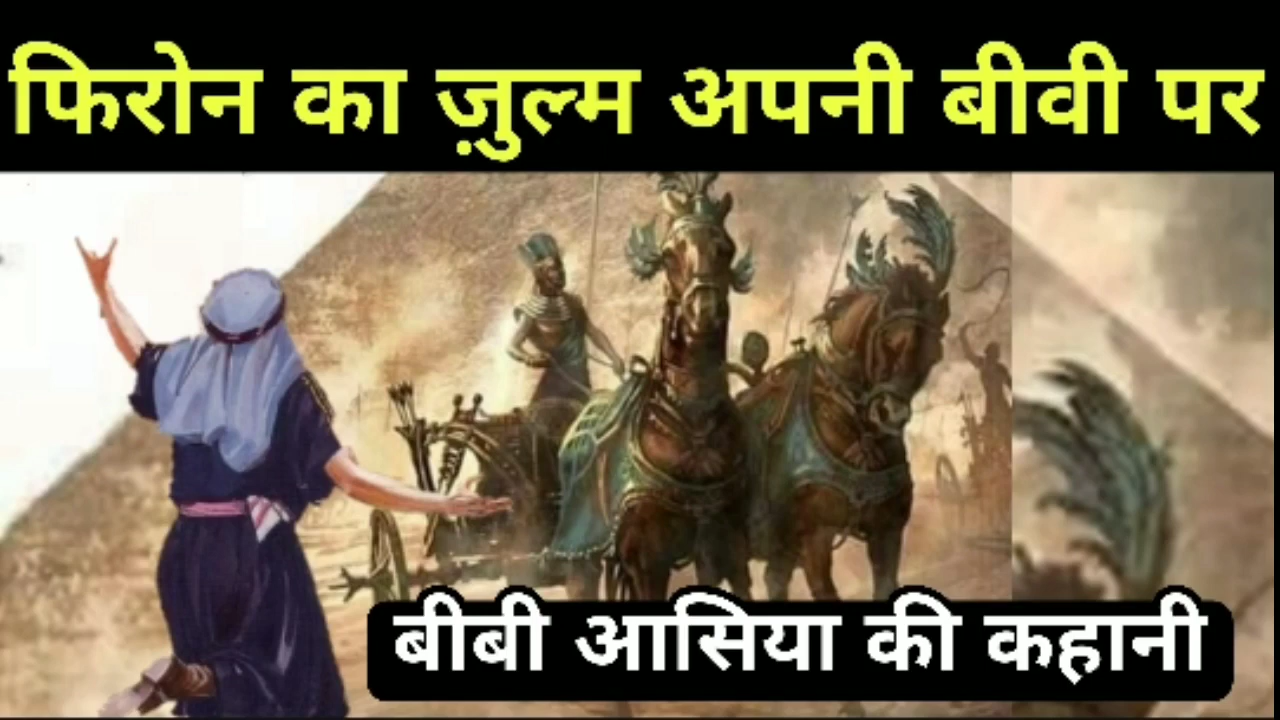 फिरोन का ज़ुल्म अपनी बीवी पर
बीबी आसिया की कहानी